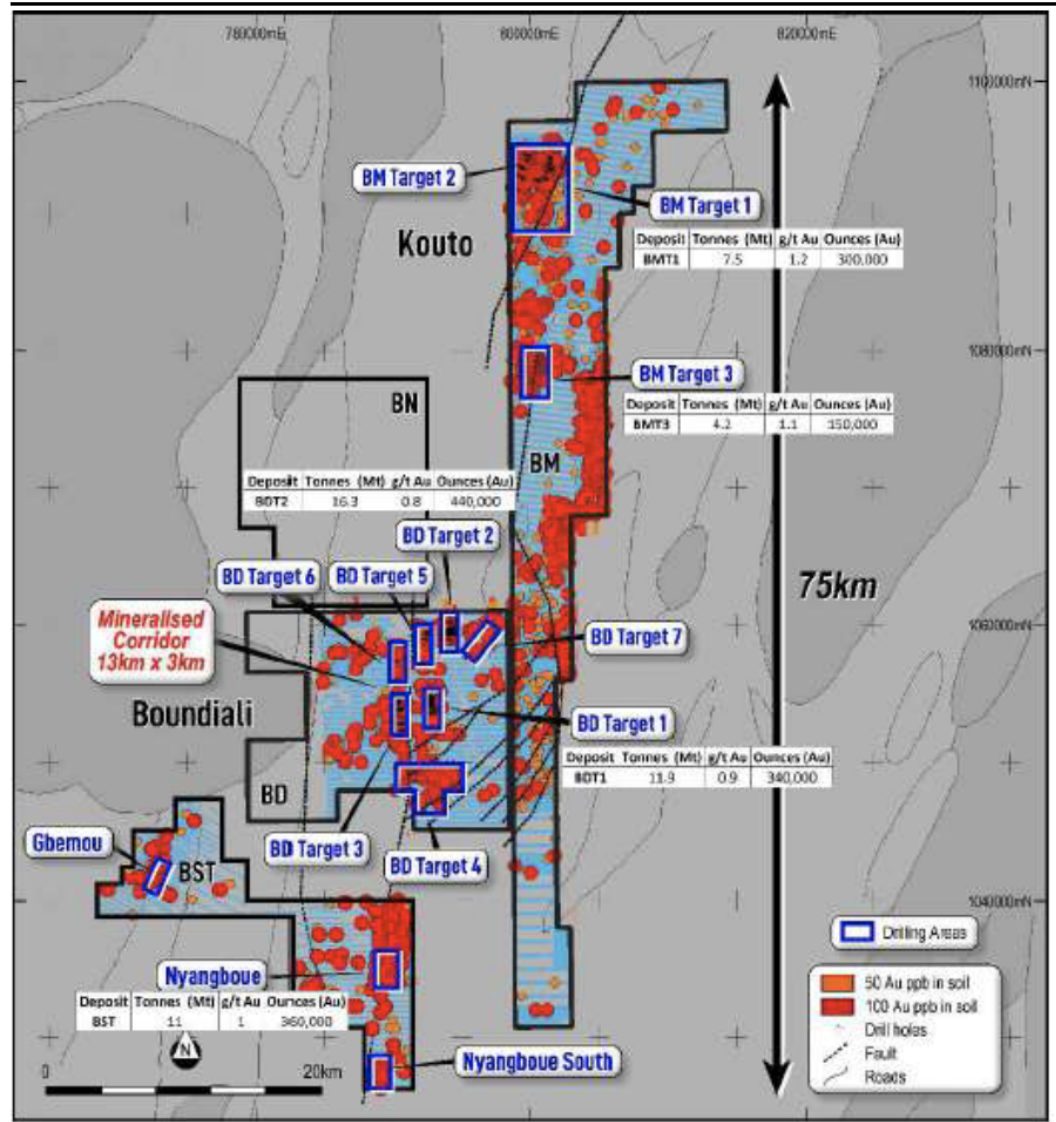 780000mE
800000mE
820000mE
1100000mN
BM Target 2
BM Target 1
Kouto
Deposit Tonnes (Mt) g/t Au Ounces (Au)
BMT1 7.5 1.2 300,000
1080000mN
BM Target 3
Deposit Tonnes (Mt) g/t Au Ounces (Au)
BMT3 4.2 1.1 150,000
BN
BM
Deposit Tonnes (Mt) g/t Au Ounces (Au)
BDT2 16.3 0.8 440,000
BD Target 2
BD Target 6
BD Target 5
75km
Mineralised
Corridor
13km x 3km
1060000mN
BD Target 7
Boundiali
BD Target 1
Deposit Tonnes (Mt) g/t Au Ounces (Au)
BDT1 11.9 0.9 340,000
BD
Gbemou
BST
BD Target 3
BD Target 4
1040000mN
Drilling Areas
Nyangboue
50 Au ppb in soil
100 Au ppb in soil
Drill holes
Fault
Roads
Deposit Tonnes (Mt) g/t Au Ounces (Au)
BST 11 1 360,000
N
0
20km
Nyangboue South